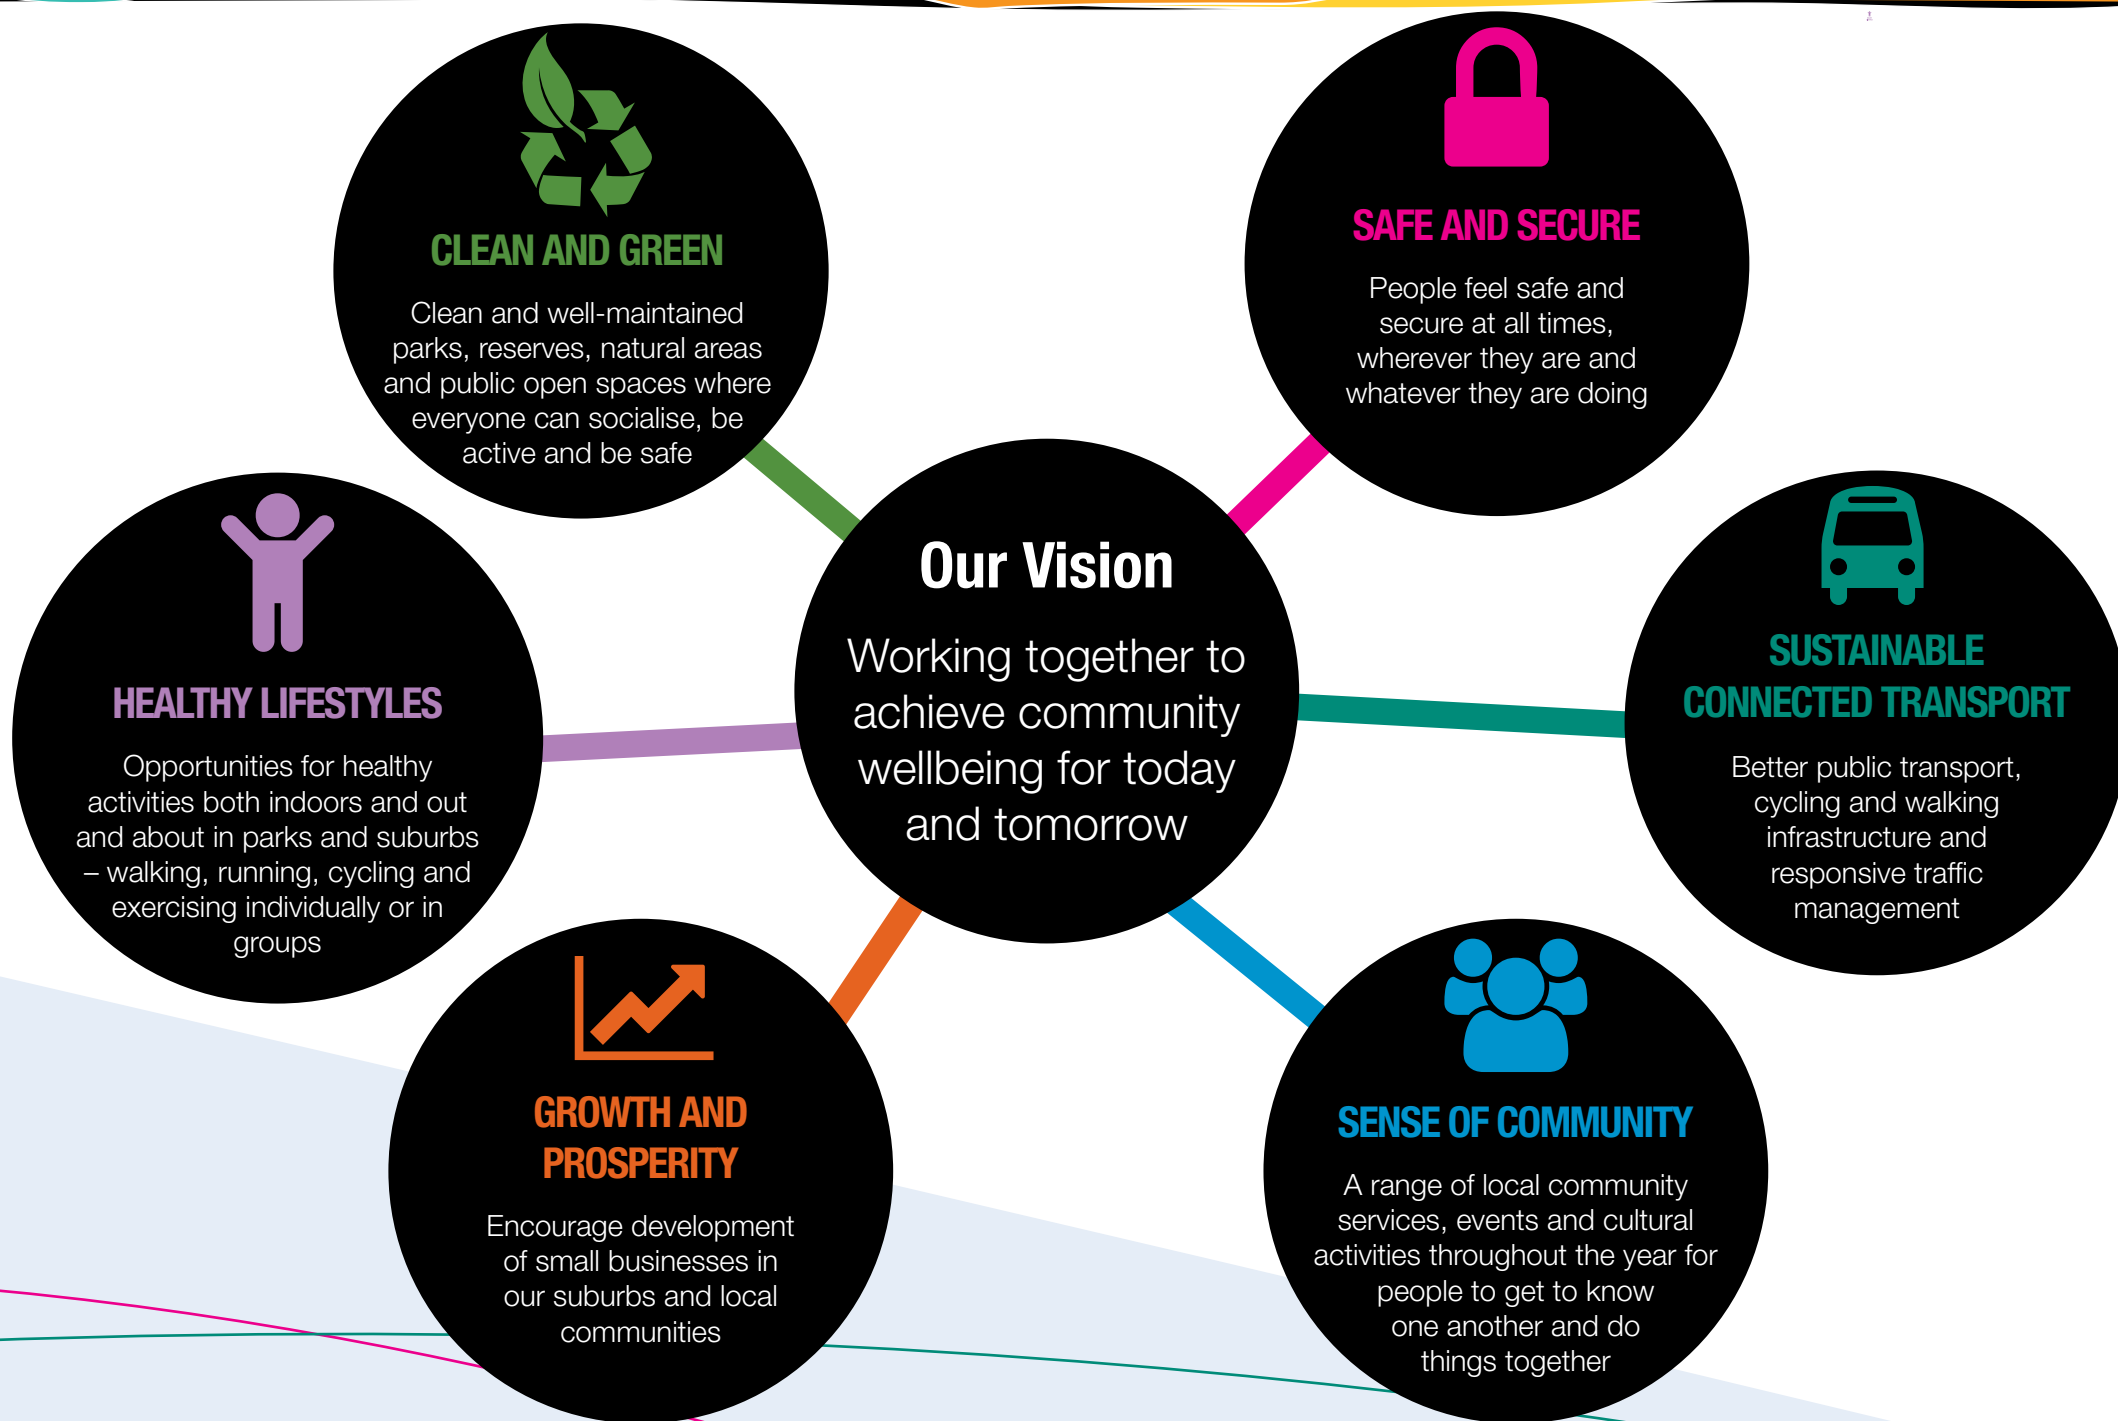 CLEAN AND GREEN
Clean and well-maintained
parks, reserves, natural areas
and public open spaces where
everyone can socialise, be
active and be safe
SAFE AND SECURE
People feel safe and
secure at all times,
wherever they are and
whatever they are doing
HEALTHY LIFESTYLES
Opportunities for healthy
activities both indoors and out
and about in parks and suburbs
– walking, running, cycling and
exercising individually or in
groups
Our Vision
Working together to
achieve community
wellbeing for today
and tomorrow
SUSTAINABLE
CONNECTED TRANSPORT
Better public transport,
cycling and walking
infrastructure and
responsive traffic
management
GROWTH AND
PROSPERITY
Encourage development
of small businesses in
our suburbs and local
communities
SENSE OF COMMUNITY
A range of local community
services, events and cultural
activities throughout the year for
people to get to know
one another and do
things together